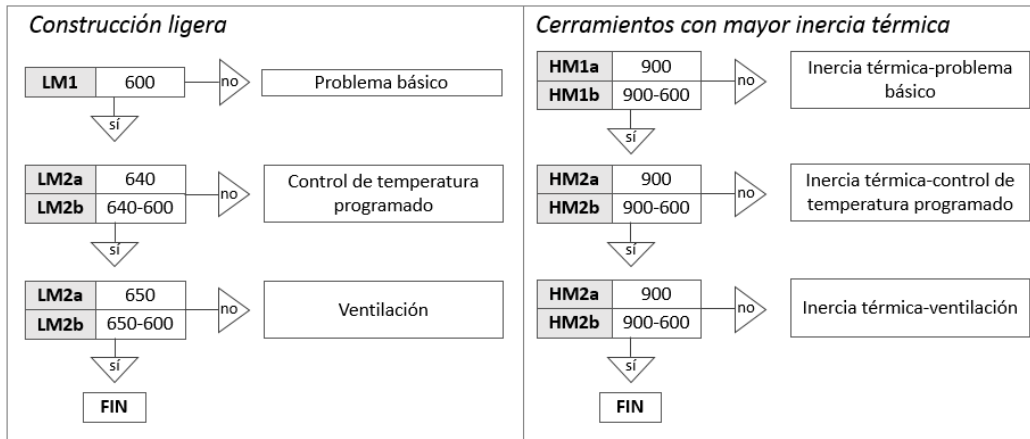 Construcción ligera
LM1 600 no Problema básico
sí
LM2a 640
LM2b 640-600
no
Control de temperatura
programado
sí
LM2a 650
LM2b 650-600
no
Ventilación
sí
FIN
Cerramientos con mayor inercia térmica
HM1a 900
HM1b 900-600
no
Inercia térmica-problema
básico
sí
HM2a 900
HM2b 900-600
no
Inercia térmica-control de
temperatura programado
sí
HM2a 900
HM2b 900-600
no
Inercia térmica-ventilación
sí
FIN